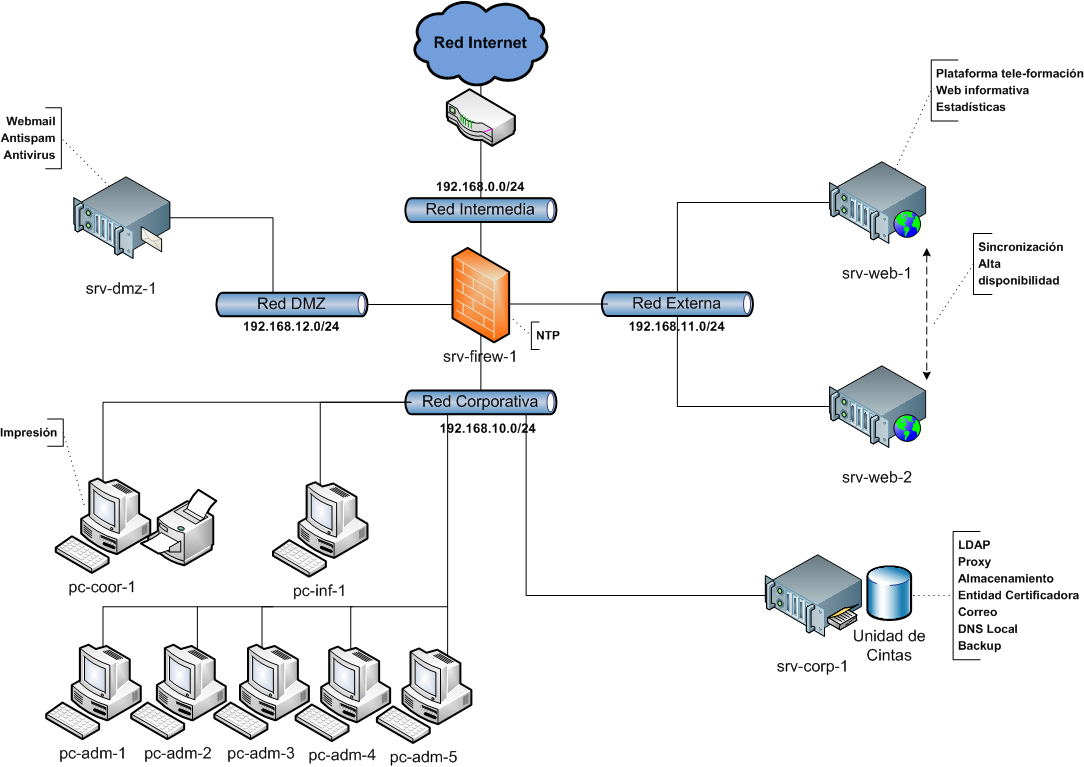 Red Internet
Plataforma tele-formación
Web informativa
Estadísticas
Webmail
Antispam
Antivirus
192.168.0.0/24
Red Intermedia
Sincronización
Alta
disponibilidad
srv-web-1
srv-dmz-1
Red DMZ
192.168.12.0/24
Red Externa
192.168.11.0/24
NTP
srv-firew-1
Red Corporativa
192.168.10.0/24
Impresión
srv-web-2
pc-coor-1
pc-inf-1
LDAP
Proxy
Almacenamiento
Entidad Certificadora
Correo
DNS Local
Backup
Unidad de
Cintas
srv-corp-1
pc-adm-1
pc-adm-2
pc-adm-3
pc-adm-4
pc-adm-5